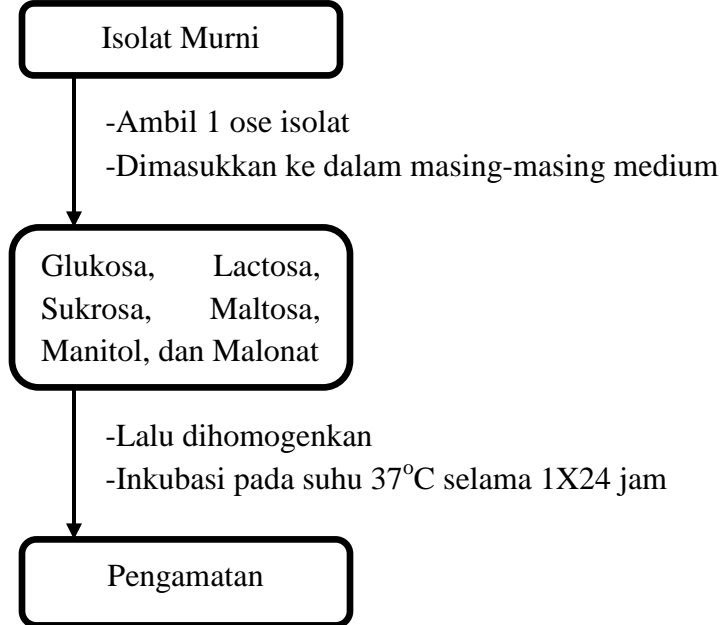 Isolat Murni
-Ambil 1 ose isolat
-Dimasukkan ke dalam masing-masing medium
Glukosa, Lactosa,
Sukrosa, Maltosa,
Manitol, dan Malonat
-Lalu dihomogenkan
-Inkubasi pada suhu 37°C selama 1X24 jam
Pengamatan